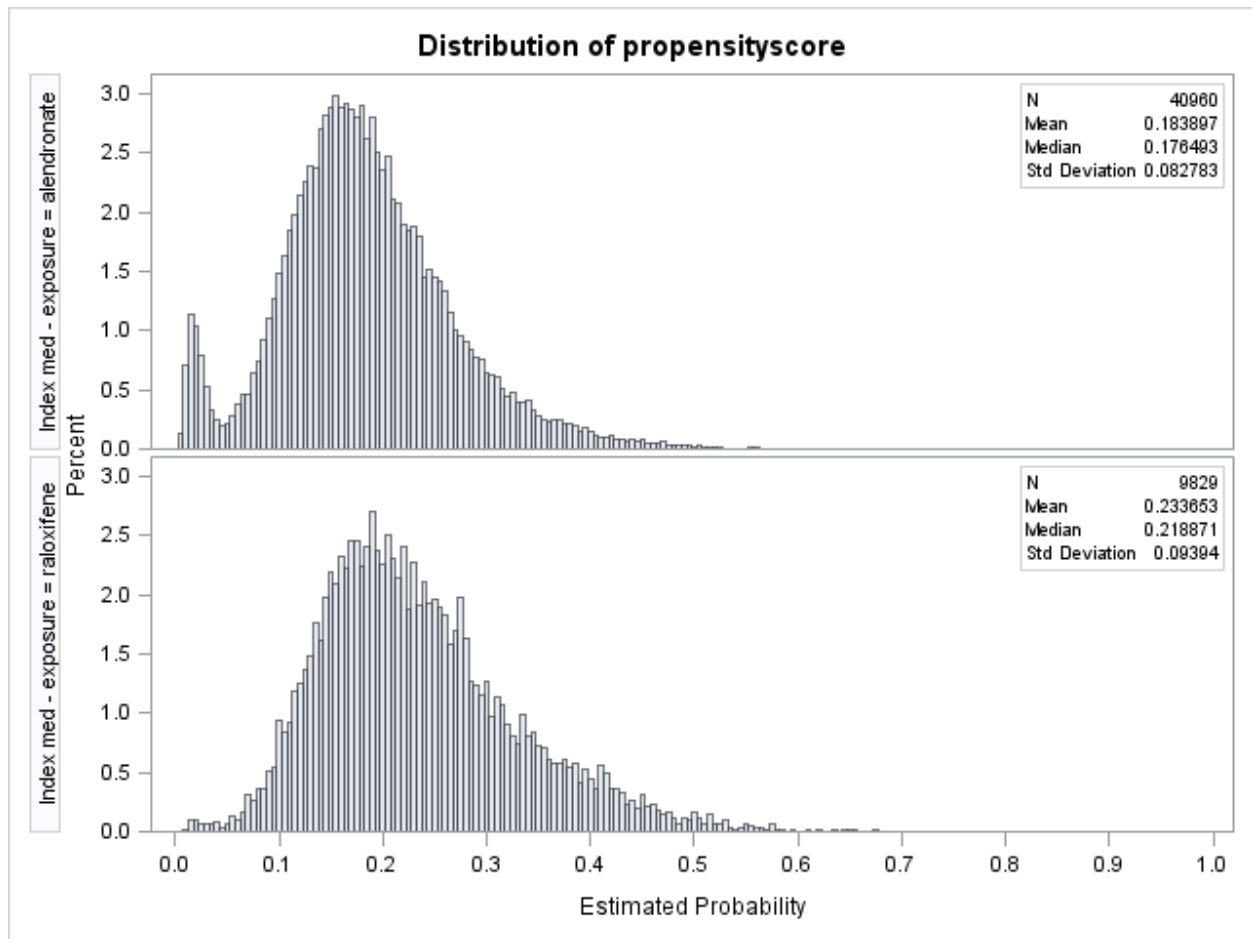 Distribution of propensityscore
Index med - exposure = alendronate
Percent
3.0
2.5
2.0
1.5
1.0
0.5
0.0
N 40960
Mean 0.183897
Median 0.176493
Std Deviation 0.082783
Index med - exposure = raloxifene
3.0
2.5
2.0
1.5
1.0
0.5
0.0
N 9829
Mean 0.233653
Median 0.218871
Std Deviation 0.09394
0.0 0.1 0.2 0.3 0.4 0.5 0.6 0.7 0.8 0.9 1.0
Estimated Probability